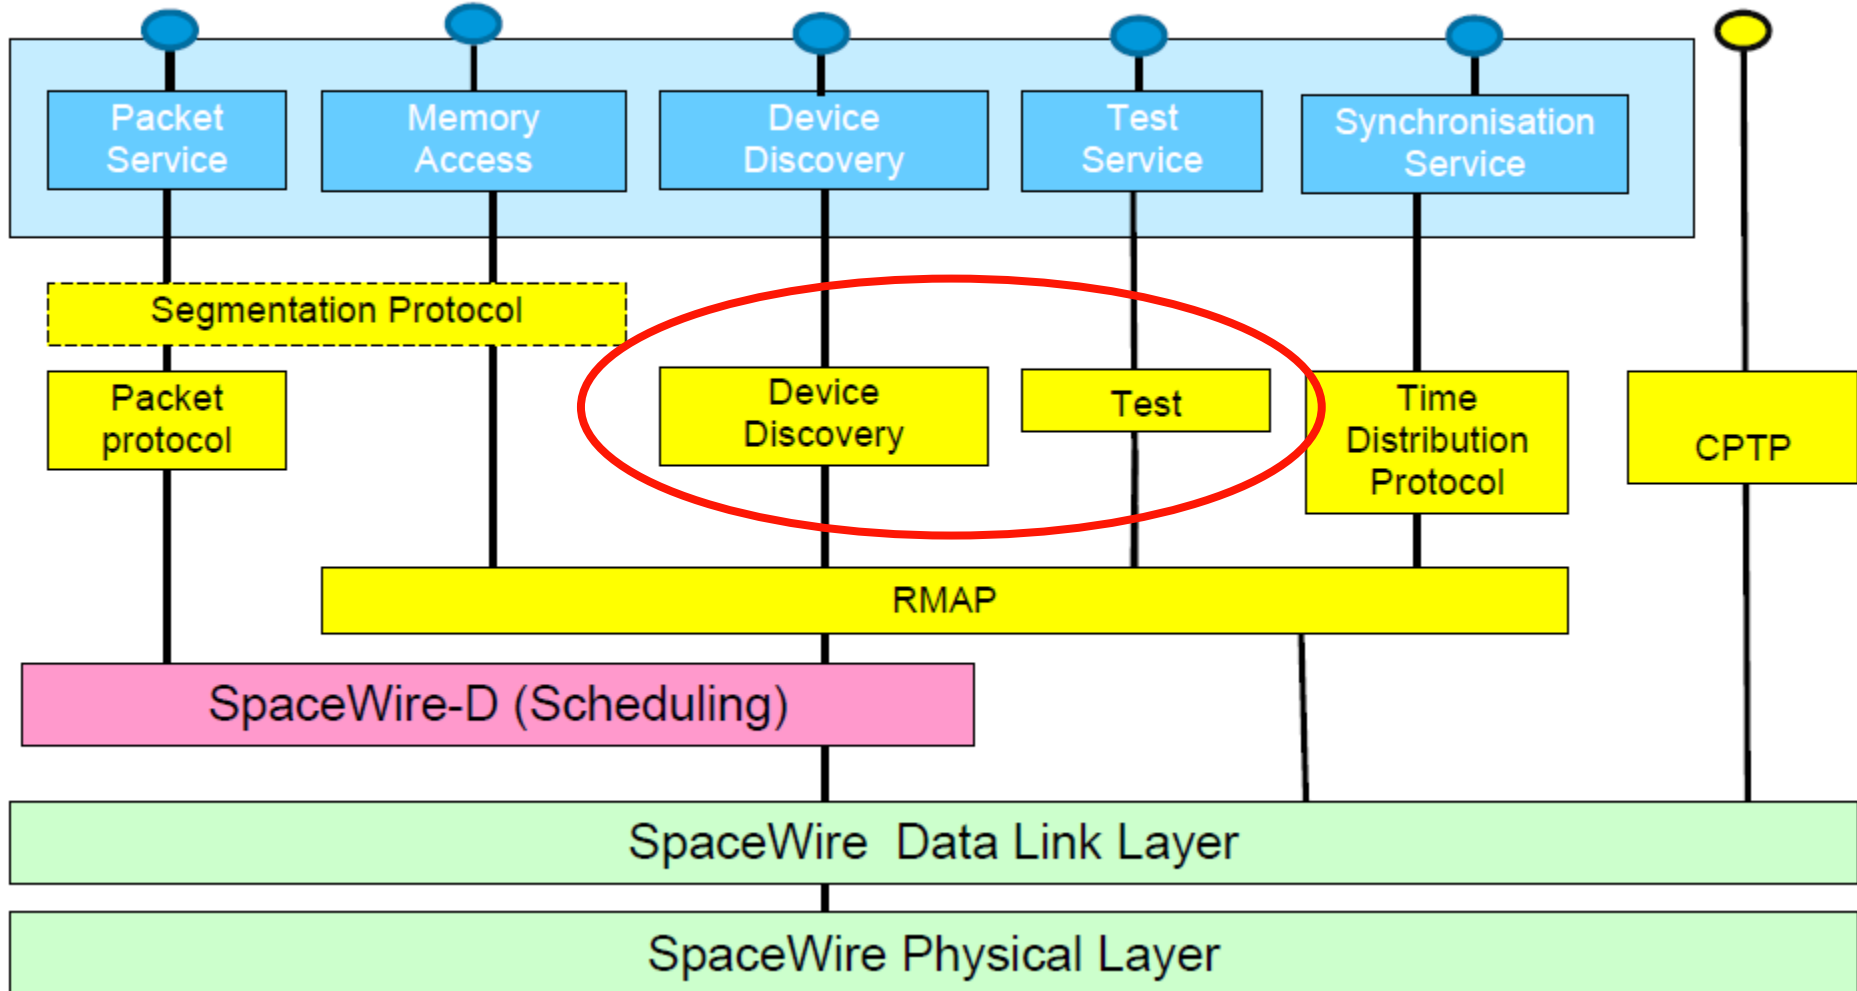 Packet
Service
Memory
Access
Device
Discovery
Test
Service
Synchronisation
Service
Segmentation Protocol
Packet
protocol
Device
Discovery
Test
Time
Distribution
Protocol
CPTP
RMAP
SpaceWire-D (Scheduling)
SpaceWire  Data Link Layer
SpaceWire Physical Layer